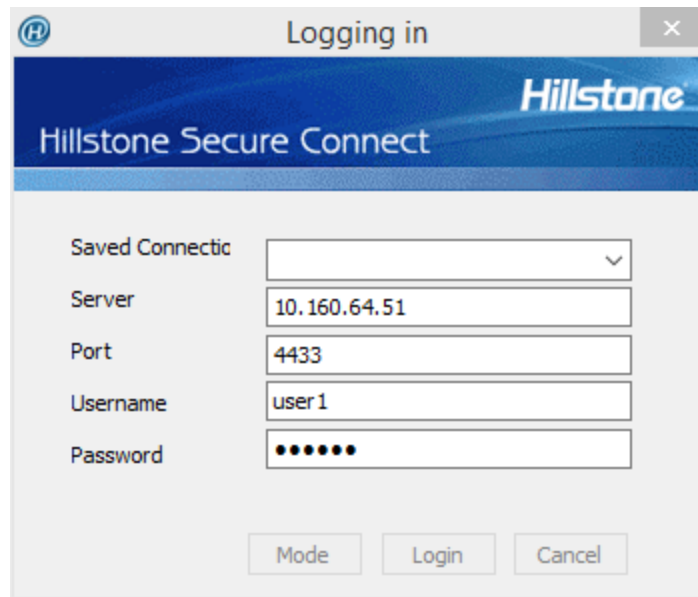 Logging in
Hillstone
Hillstone Secure Connect
Saved Connectio
Server 10.160.64.51
Port 4433
Username user1
Password ••••••
Mode Login Cancel